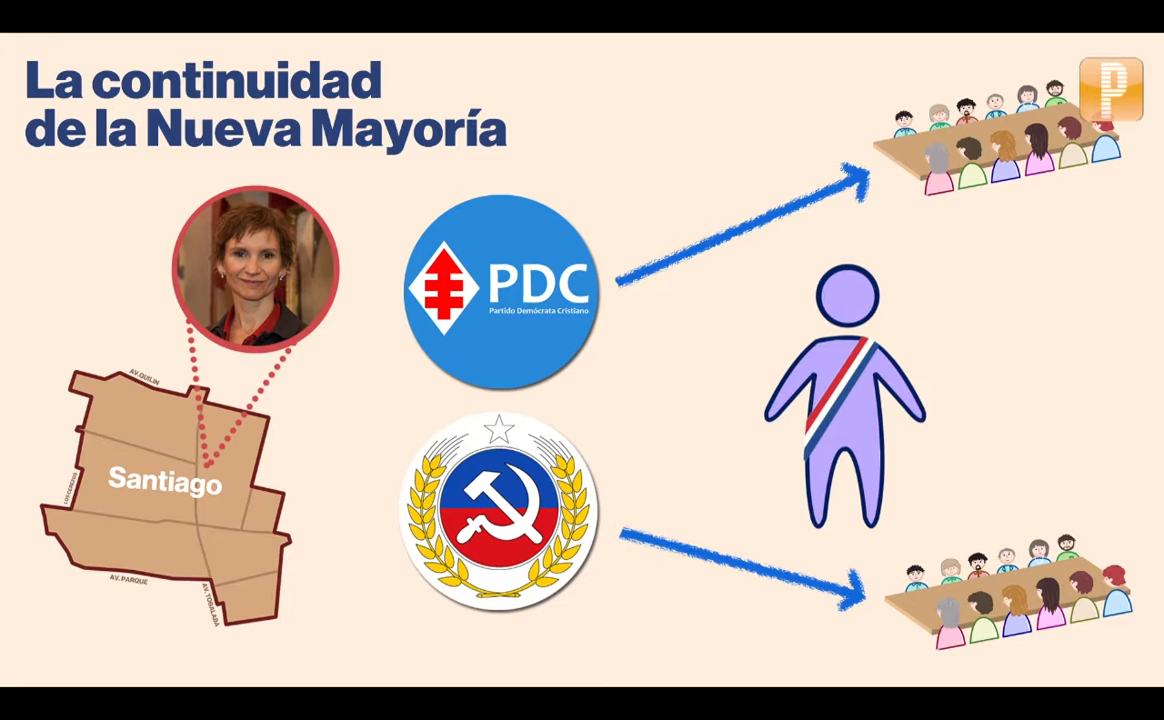 La continuidad
de la Nueva Mayoría
P
PDC
Partido Demócrata Cristiano
AV.QUILIN
Santiago
AV. PARQUE
AV. TOBALABA